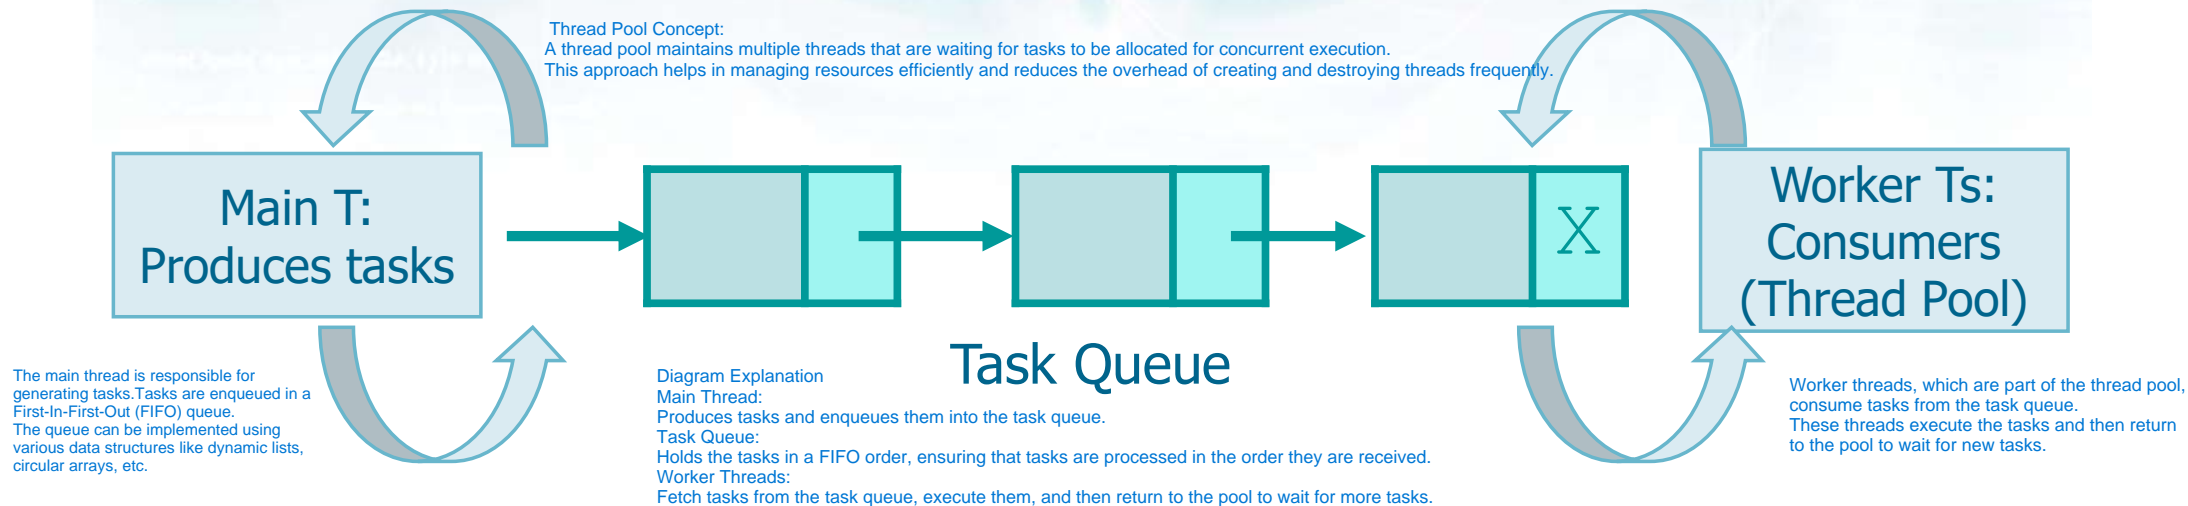 Thread Pool Concept:
A thread pool maintains multiple threads that are waiting for tasks to be allocated for concurrent execution.
This approach helps in managing resources efficiently and reduces the overhead of creating and destroying threads frequently.
Main T:
Produces tasks
X
Worker Ts:
Consumers
(Thread Pool)
Task Queue
The main thread is responsible for
generating tasks.Tasks are enqueued in a
First-In-First-Out (FIFO) queue.
The queue can be implemented using
various data structures like dynamic lists,
circular arrays, etc.
Diagram Explanation
Main Thread:
Produces tasks and enqueues them into the task queue.
Task Queue:
Holds the tasks in a FIFO order, ensuring that tasks are processed in the order they are received.
Worker Threads:
Fetch tasks from the task queue, execute them, and then return to the pool to wait for more tasks.
Worker threads, which are part of the thread pool,
consume tasks from the task queue.
These threads execute the tasks and then return
to the pool to wait for new tasks.